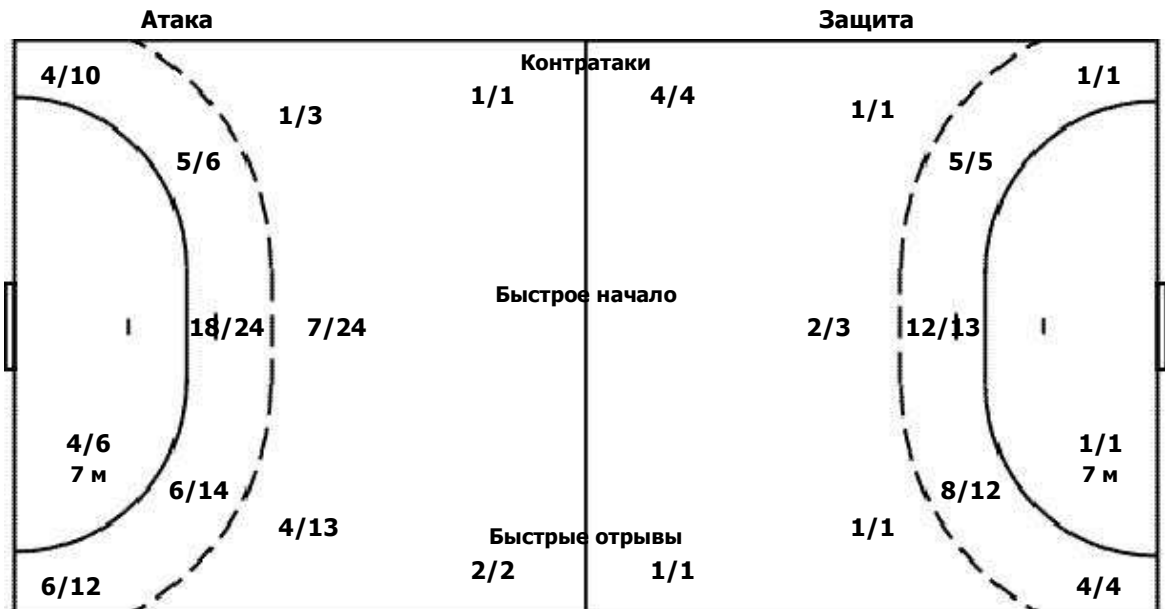 Атака Защита
Контратаки
4/10 1/1
1/3 1/1 4/4 1/1
5/6 5/5
Быстрое начало
18/24 7/24 2/3 12/13
4/6 1/1
7 м 7 м
6/14 8/12
4/13 1/1
Быстрые отрывы
6/12 2/2 1/1 4/4